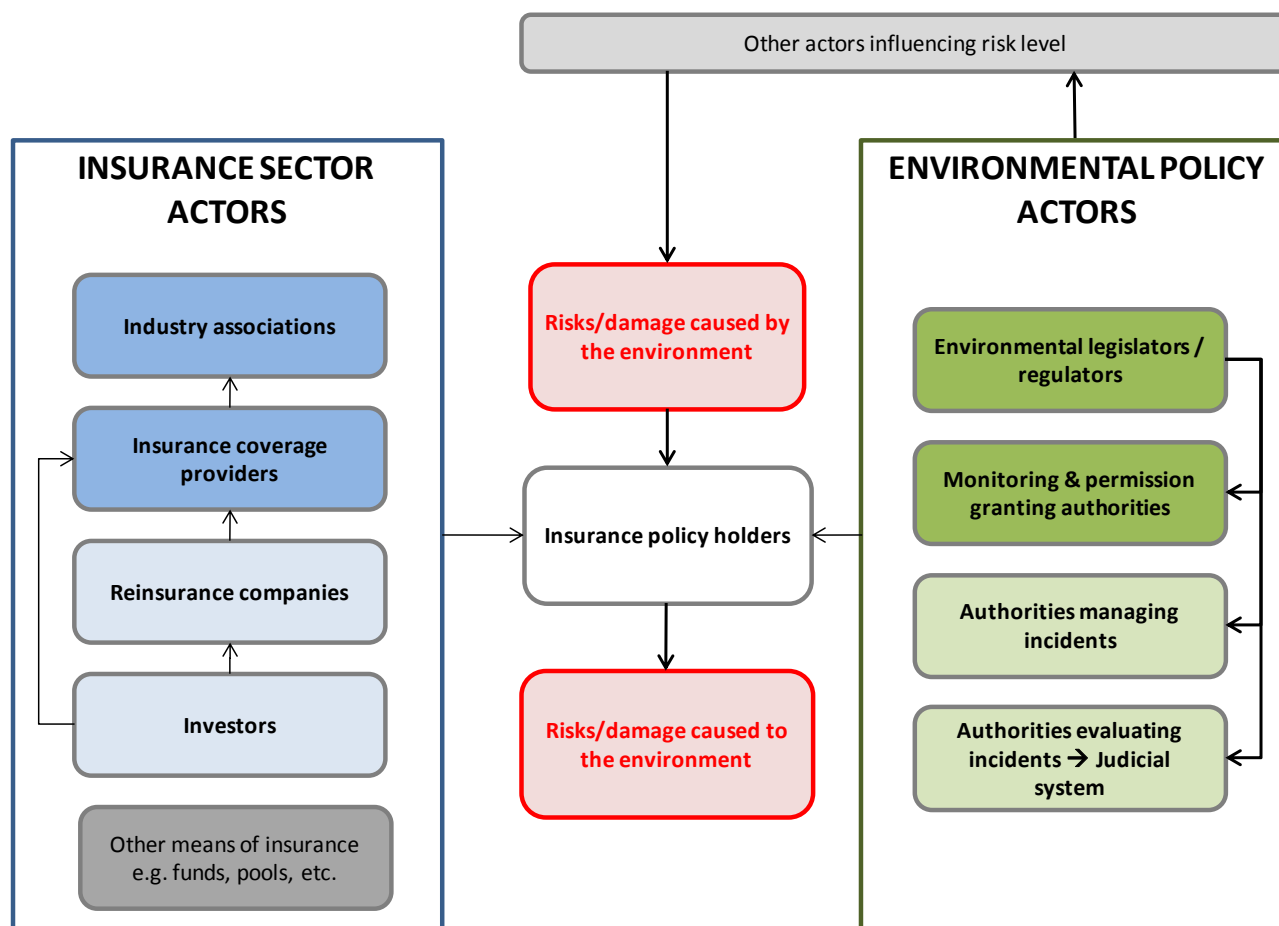 Other actors influencing risk level
INSURANCE SECTOR
ACTORS
Industry associations
Insurance coverage
providers
Reinsurance companies
Investors
Other means of insurance
e.g. funds, pools, etc.
Risks/damage caused by
the environment
Insurance policy holders
Risks/damage caused to
the environment
ENVIRONMENTAL POLICY
ACTORS
Environmental legislators /
regulators
Monitoring & permission
granting authorities
Authorities managing
incidents
Authorities evaluating
incidents → Judicial
system